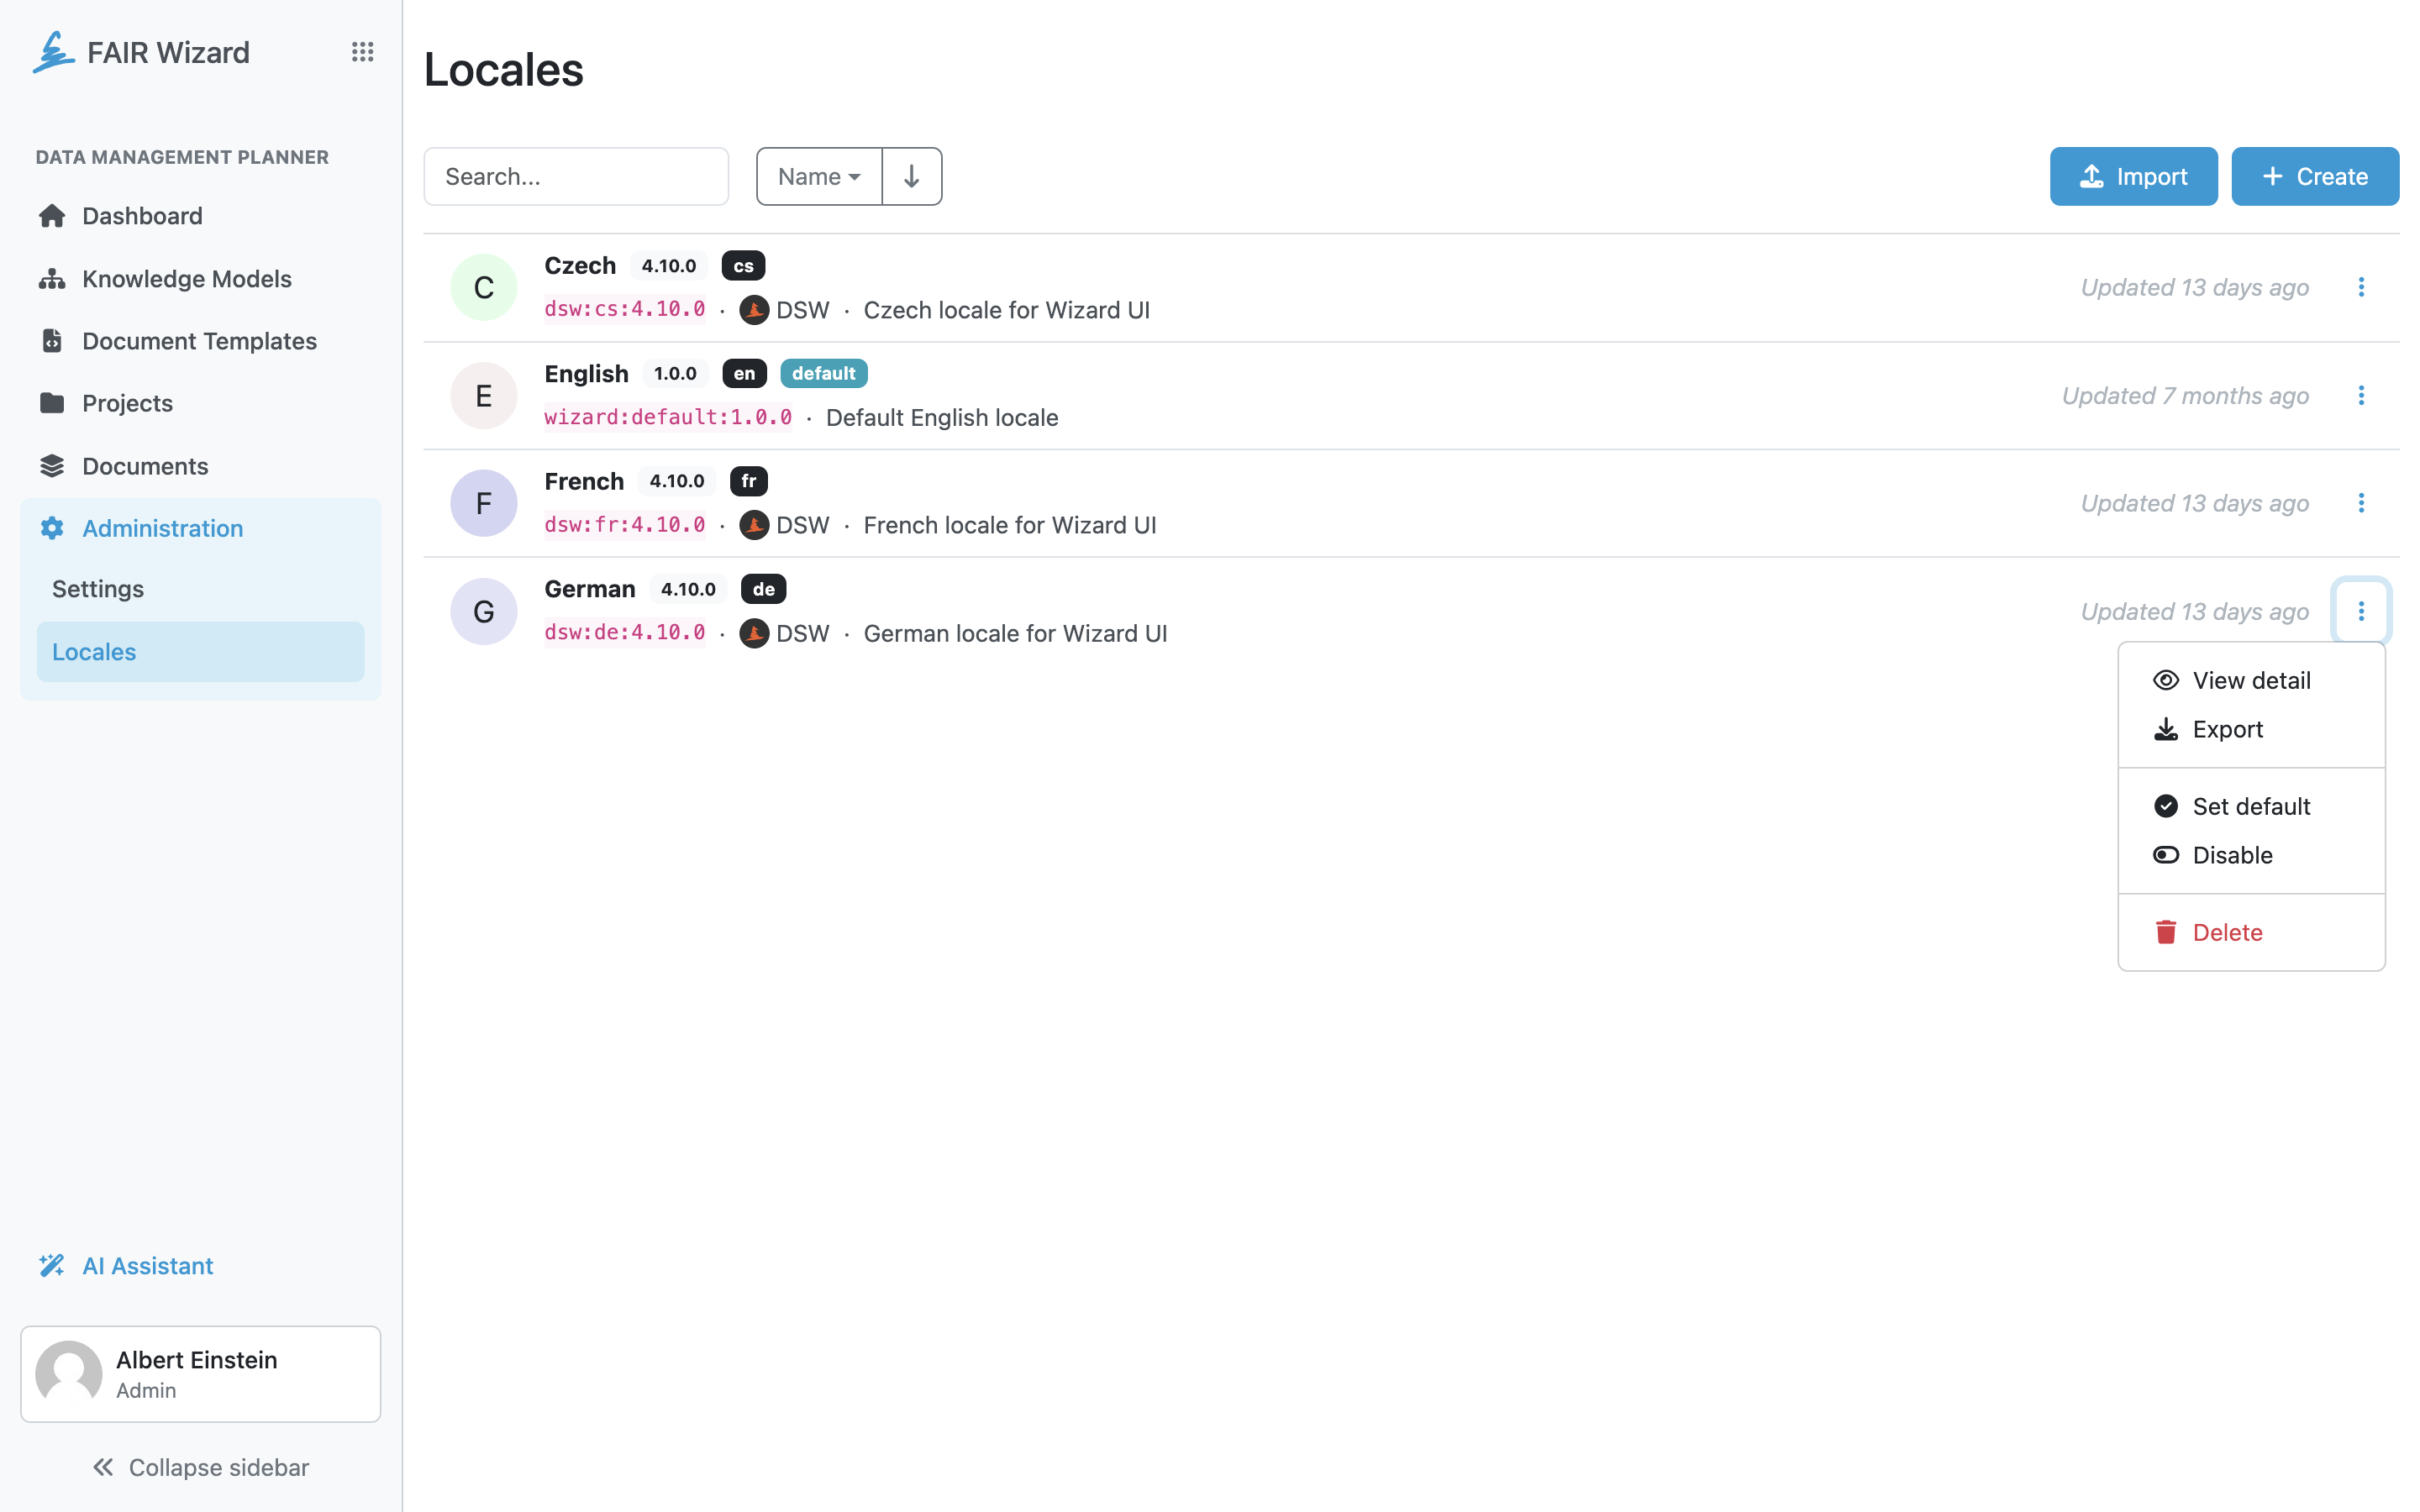 FAIR Wizard
DATA MANAGEMENT PLANNER
Dashboard
Knowledge Models
Document Templates
Projects
Documents
Administration
Settings
Locales
AI Assistant
Albert Einstein
Admin
Collapse sidebar
Locales
Search...
Name
Import
Create
C
Czech 4.10.0 cs
dsw:cs:4.10.0 · DSW · Czech locale for Wizard UI
Updated 13 days ago
E
English 1.0.0 en default
wizard:default:1.0.0 · Default English locale
Updated 7 months ago
F
French 4.10.0 fr
dsw:fr:4.10.0 · DSW · French locale for Wizard UI
Updated 13 days ago
G
German 4.10.0 de
dsw:de:4.10.0 · DSW · German locale for Wizard UI
Updated 13 days ago
View detail
Export
Set default
Disable
Delete